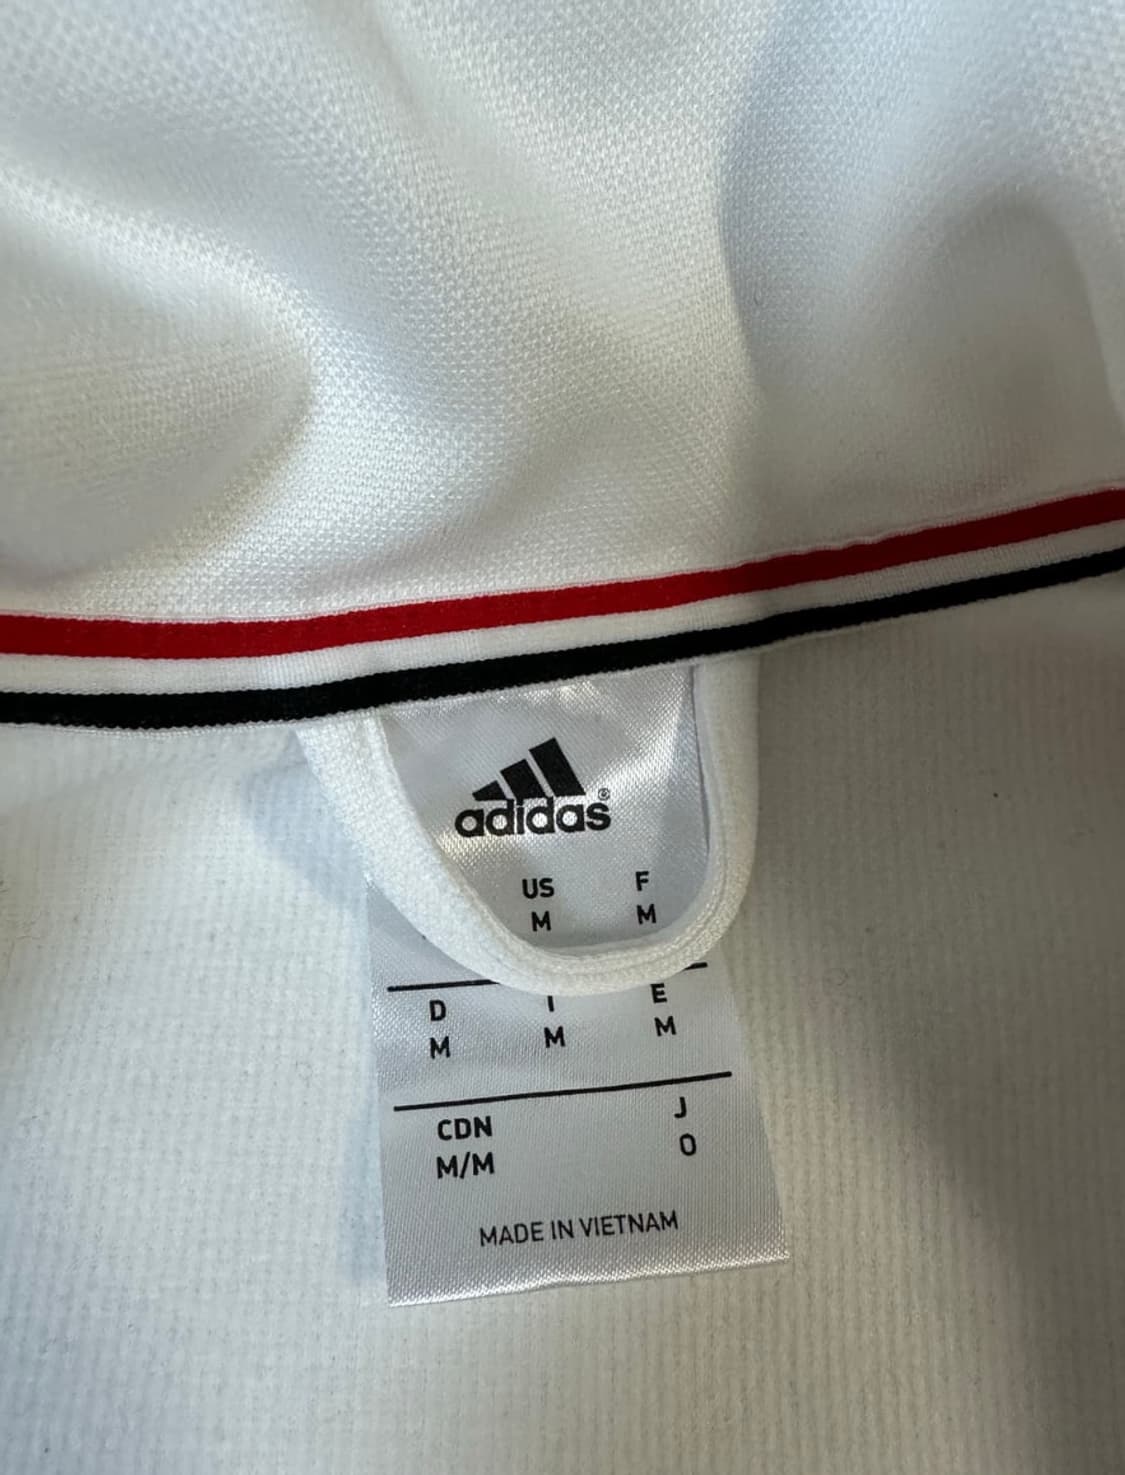 adidas®
US F
M M
D I E
M M M
CDN J
M/M O
MADE IN VIETNAM